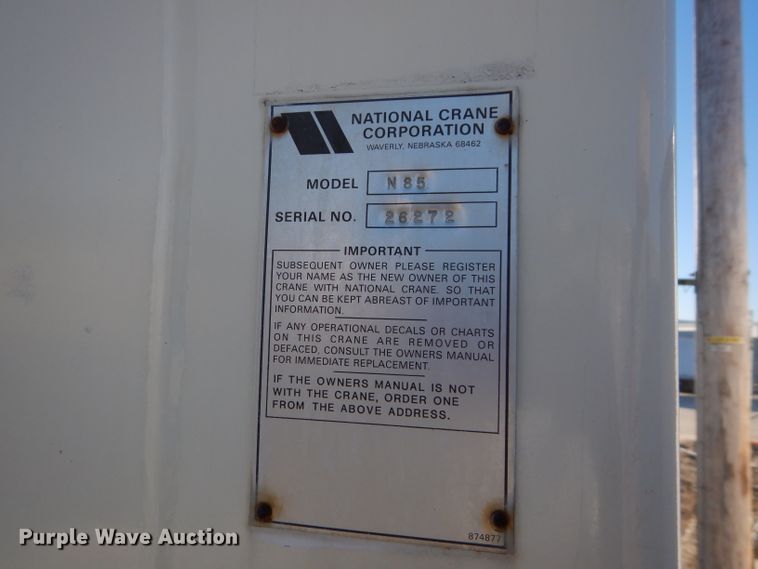 NATIONAL CRANE
CORPORATION
WAVERLY, NEBRASKA 68462
MODEL N85
SERIAL NO. 26272
IMPORTANT
SUBSEQUENT OWNER PLEASE REGISTER
YOUR NAME AS THE NEW OWNER OF THIS
CRANE WITH NATIONAL CRANE. SO THAT
YOU CAN BE KEPT ABREAST OF IMPORTANT
INFORMATION.
IF ANY OPERATIONAL DECALS OR CHARTS
ON THIS CRANE ARE REMOVED OR
DEFACED, CONSULT THE OWNERS MANUAL
FOR IMMEDIATE REPLACEMENT.
IF THE OWNERS MANUAL IS NOT
WITH THE CRANE, ORDER ONE
FROM THE ABOVE ADDRESS.
874877
Purple Wave Auction